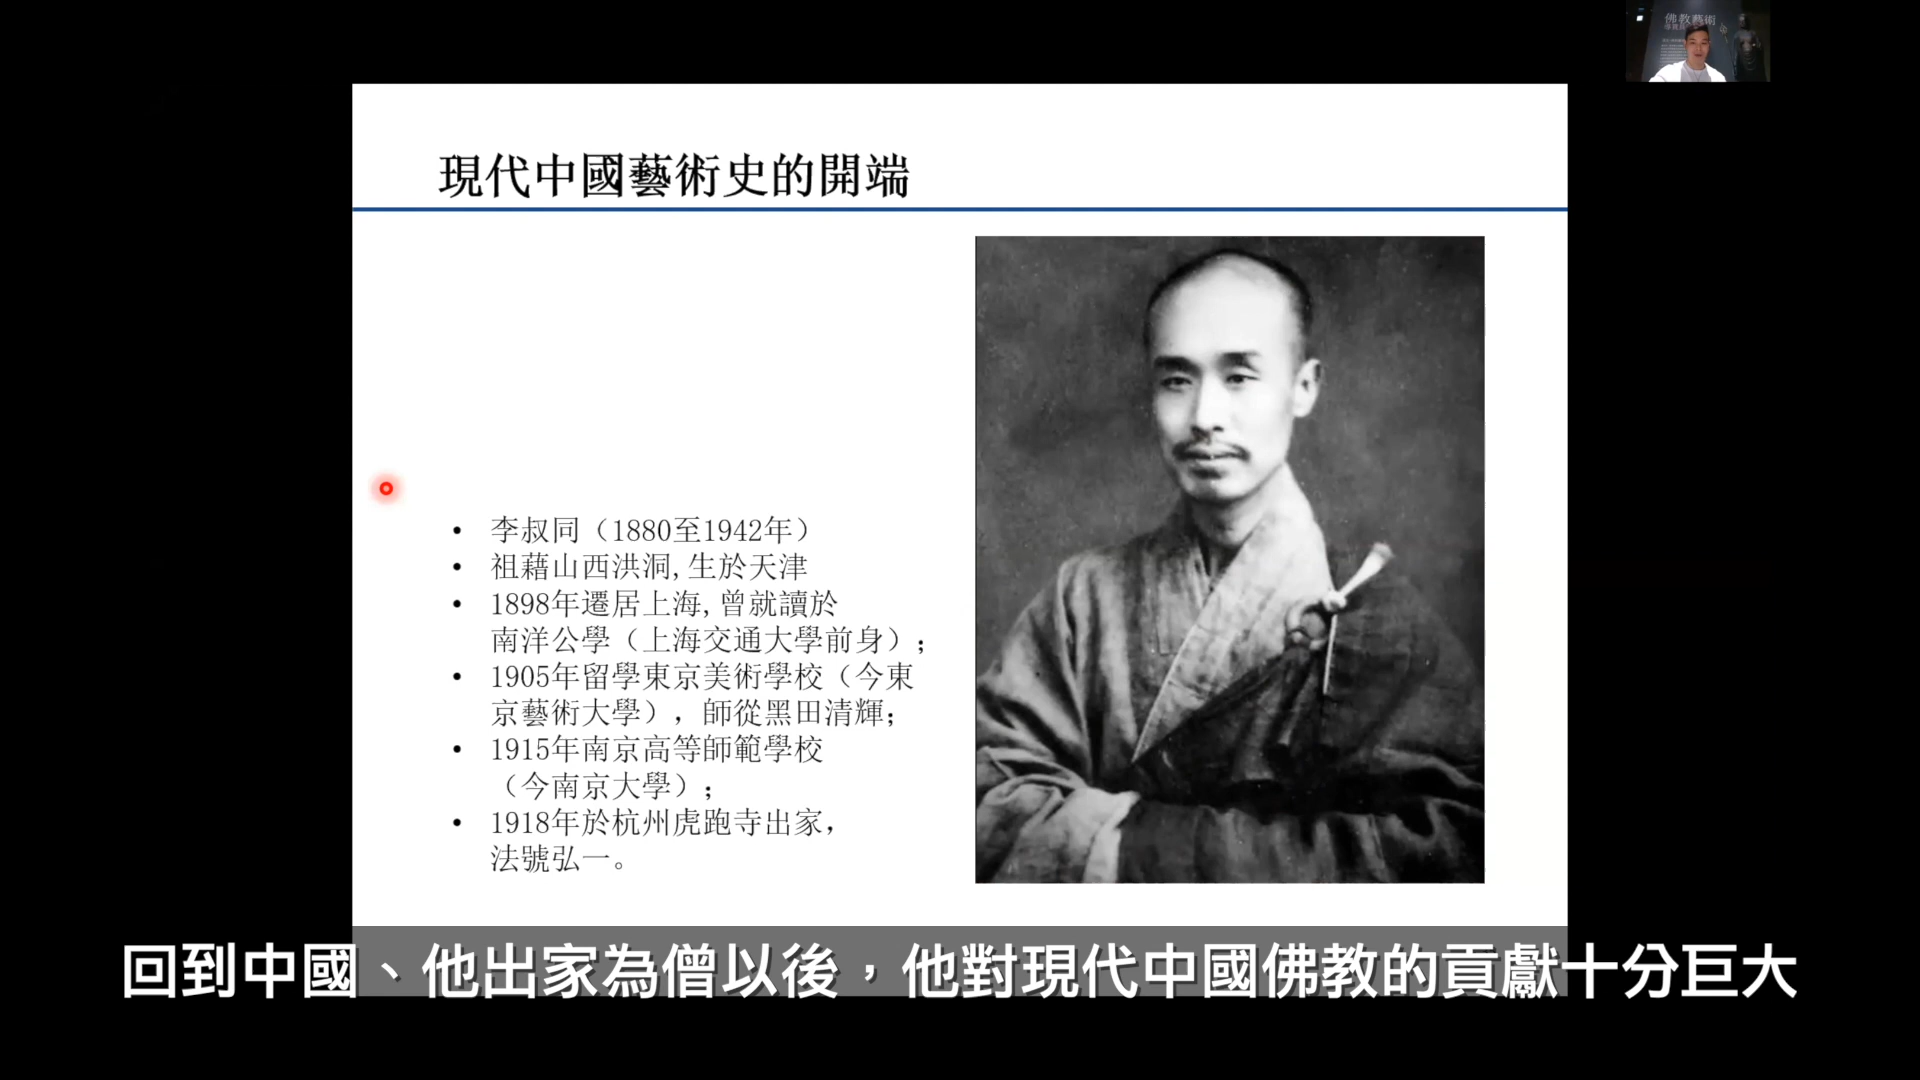 佛教藝術
現代中國藝術史的開端
• 李叔同（1880至1942年）
• 祖藉山西洪洞,生於天津
• 1898年遷居上海,曾就讀於
南洋公學（上海交通大學前身）；
• 1905年留學東京美術學校（今東
京藝術大學），師從黑田清輝；
• 1915年南京高等師範學校
（今南京大學）；
• 1918年於杭州虎跑寺出家，
法號弘一。
回到中國、他出家為僧以後，他對現代中國佛教的貢獻十分巨大